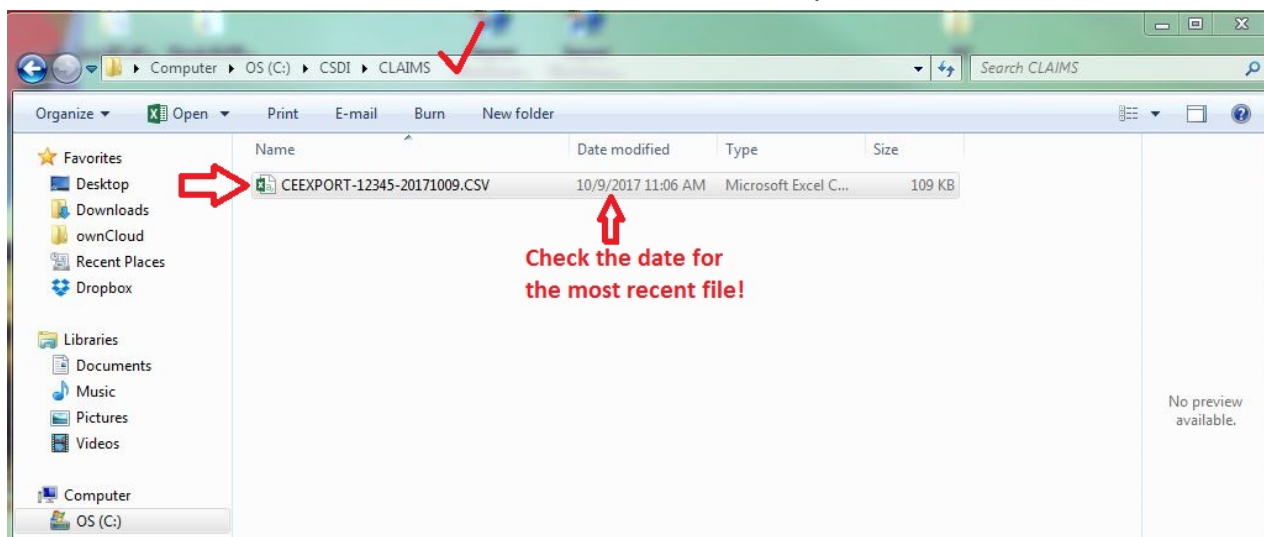 Computer OS (C:) CSDI CLAIMS
Search CLAIMS
Organize Open Print E-mail Burn New folder
Name Date modified Type Size
Favorites
Desktop
Downloads
ownCloud
Recent Places
Dropbox
Libraries
Documents
Music
Pictures
Videos
Computer
OS (C:)
CEEXPORT-12345-20171009.CSV 10/9/2017 11:06 AM Microsoft Excel C... 109 KB
Check the date for
the most recent file!
No preview
available.